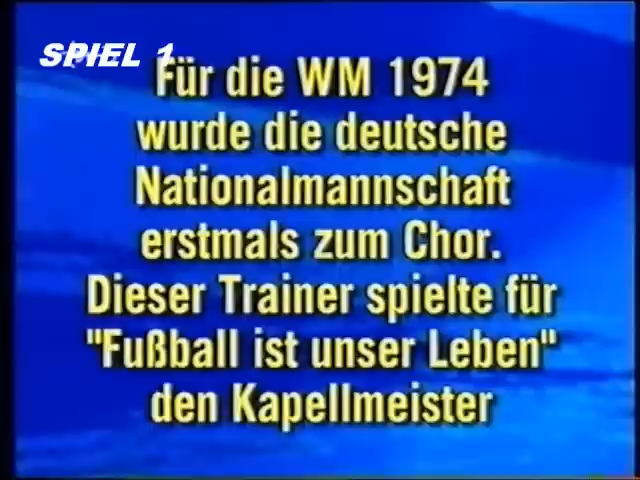 SPIEL 1
Für die WM 1974
wurde die deutsche
Nationalmannschaft
erstmals zum Chor.
Dieser Trainer spielte für
"Fußball ist unser Leben"
den Kapellmeister